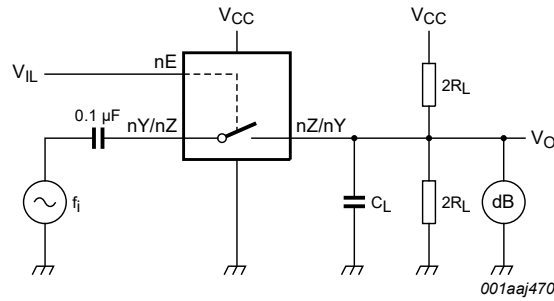 VCC
VCC
VIL
nE
2RL
0.1 µF
nY/nZ
nZ/nY
VO
fi
CL
2RL
dB
001aaj470